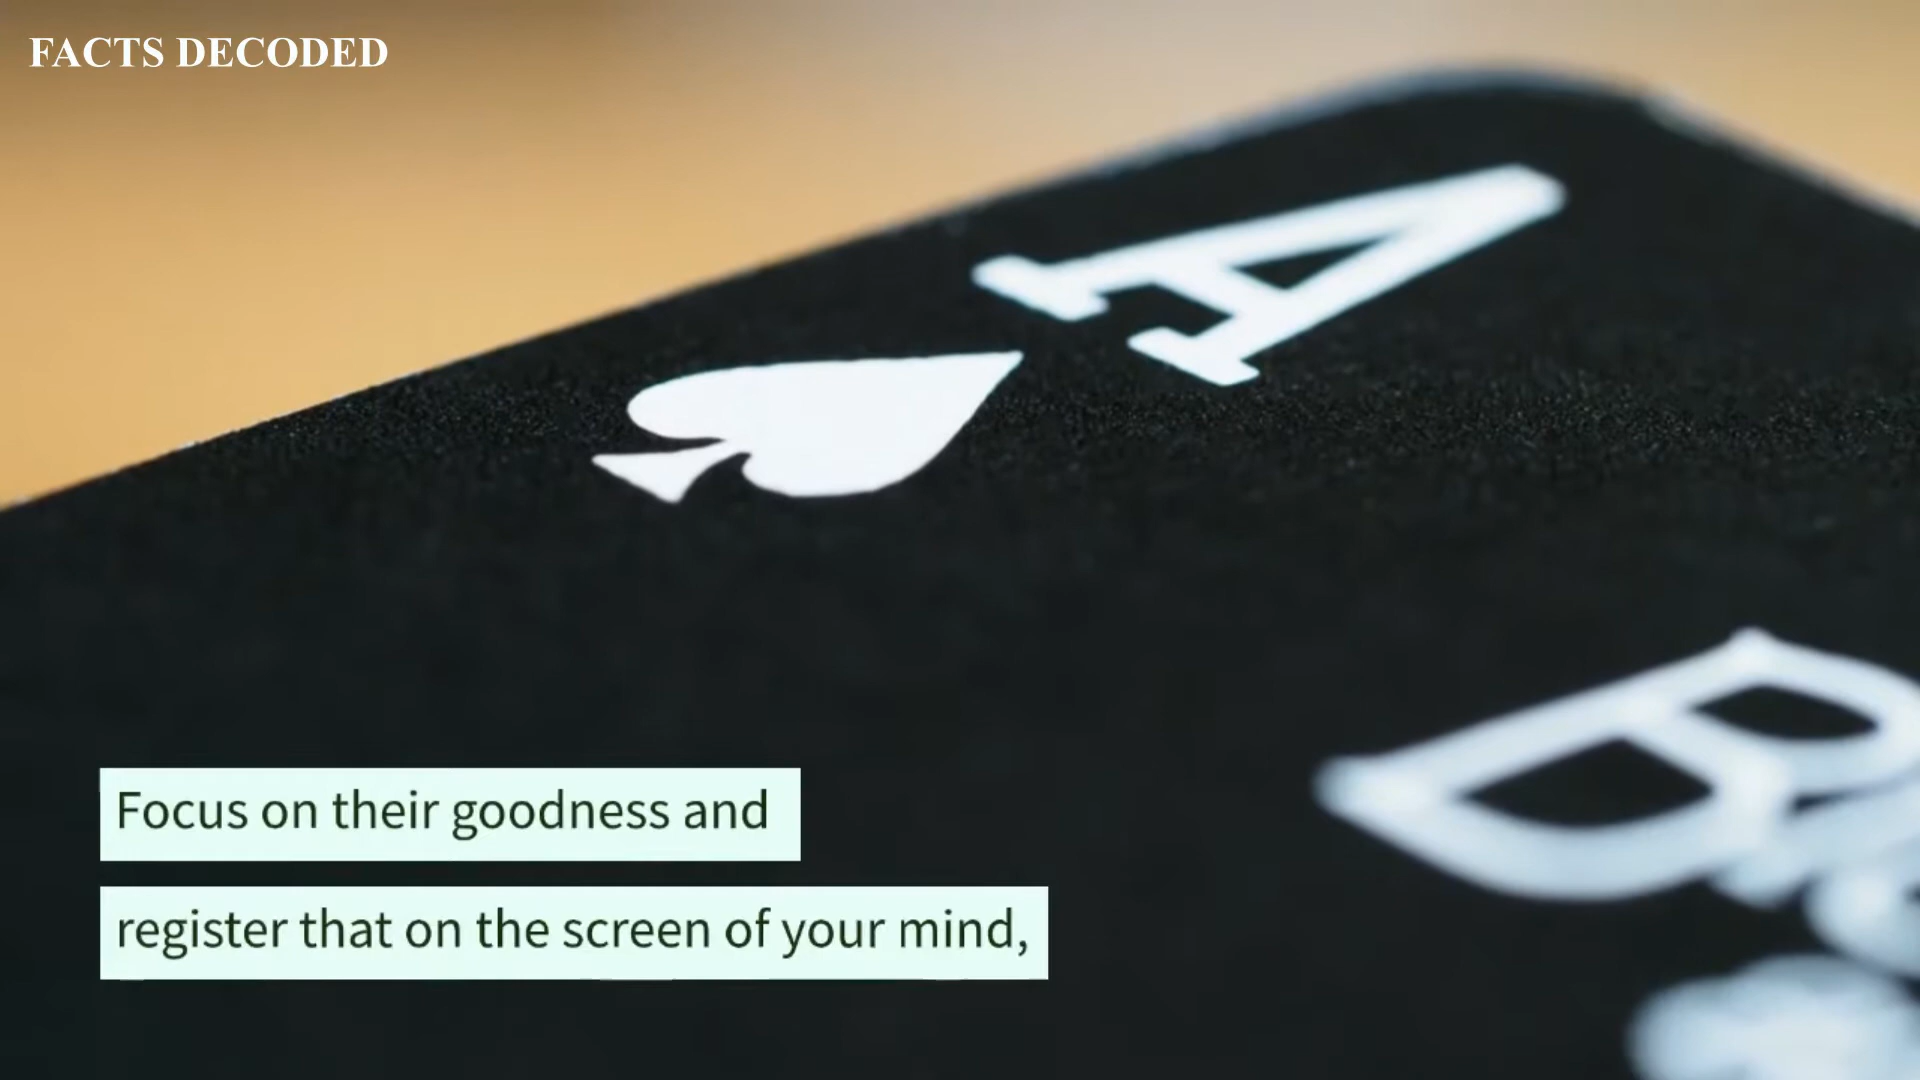 FACTS DECODED
A
Focus on their goodness and
register that on the screen of your mind,